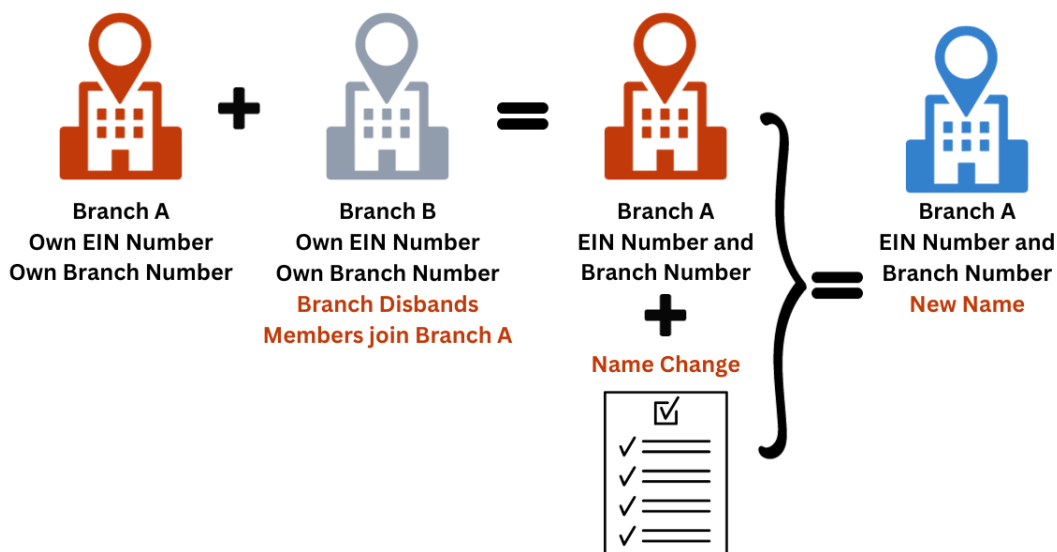 Branch A
Own EIN Number
Own Branch Number
Branch B
Own EIN Number
Own Branch Number
Branch Disbands
Members join Branch A
Branch A
EIN Number and
Branch Number
Name Change
Branch A
EIN Number and
Branch Number
New Name